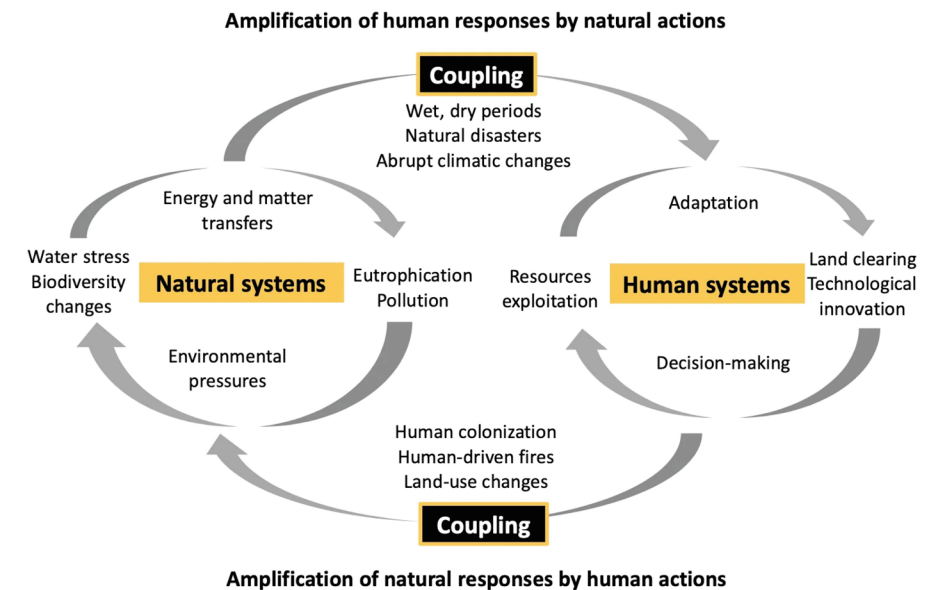 Amplification of human responses by natural actions
Coupling
Wet, dry periods
Natural disasters
Abrupt climatic changes
Energy and matter
transfers
Water stress
Biodiversity
changes
Natural systems
Eutrophication
Pollution
Environmental
pressures
Adaptation
Resources
exploitation
Human systems
Land clearing
Technological
innovation
Decision-making
Human colonization
Human-driven fires
Land-use changes
Coupling
Amplification of natural responses by human actions